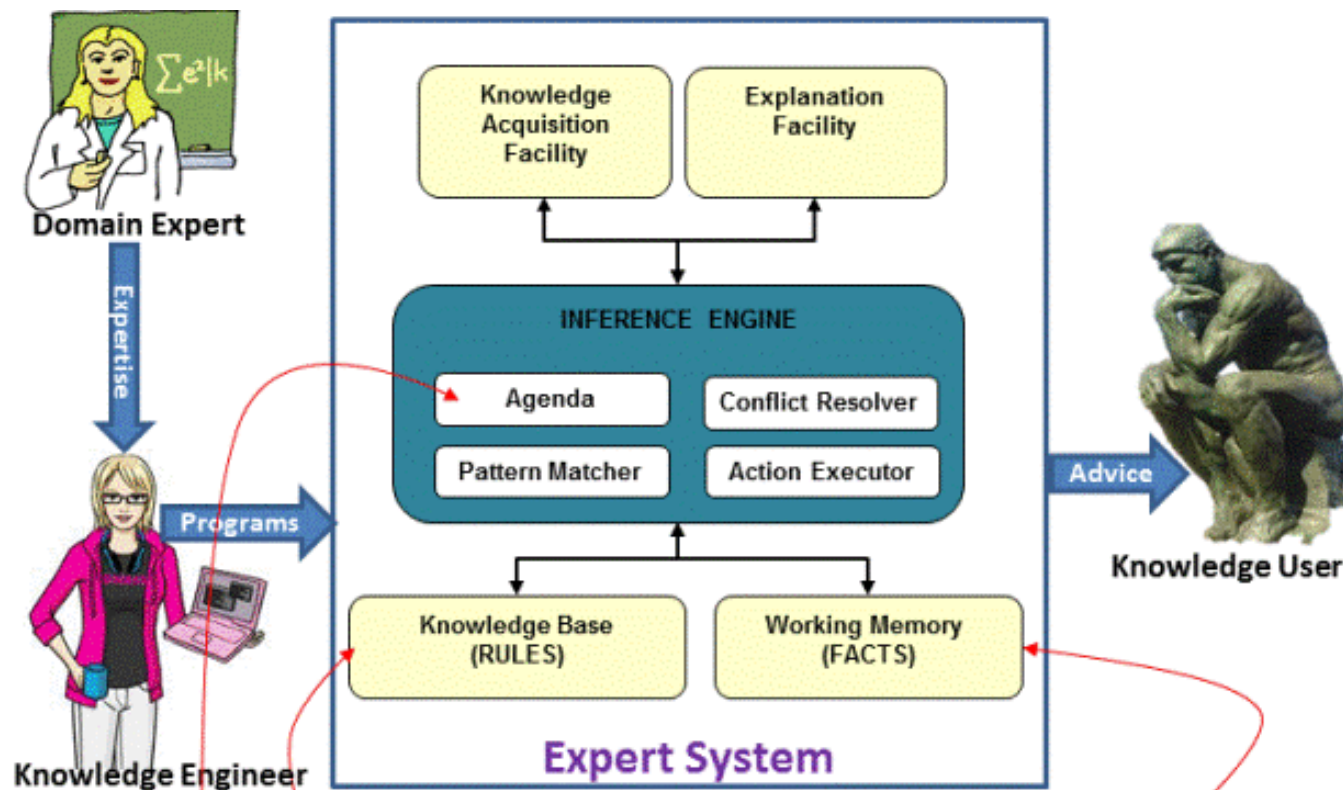 ∑e²|k
Domain Expert
Expertise
Knowledge Engineer
Programs
Knowledge
Acquisition
Facility
Explanation
Facility
INFERENCE ENGINE
Agenda
Conflict Resolver
Pattern Matcher
Action Executor
Knowledge Base
(RULES)
Working Memory
(FACTS)
Expert System
Advice
Knowledge User